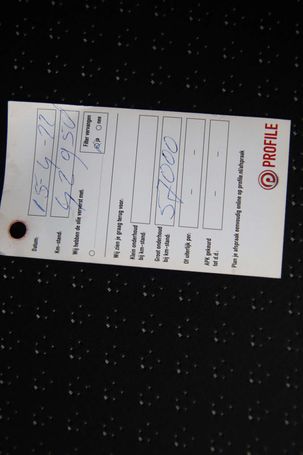 Datum: 15-4-22
Km-stand: 42950
Wij hebben de olie ververst met:
Filter vervangen
ja nee
Wij zien je graag terug voor:
Klein onderhoud
bij km-stand:
Groot onderhoud
bij km-stand: 57000
Of uiterlijk per: - -
APK gekeurd
tot d.d.: - -
Plan je afspraak eenvoudig online op profile.nl/afspraak
PROFILE